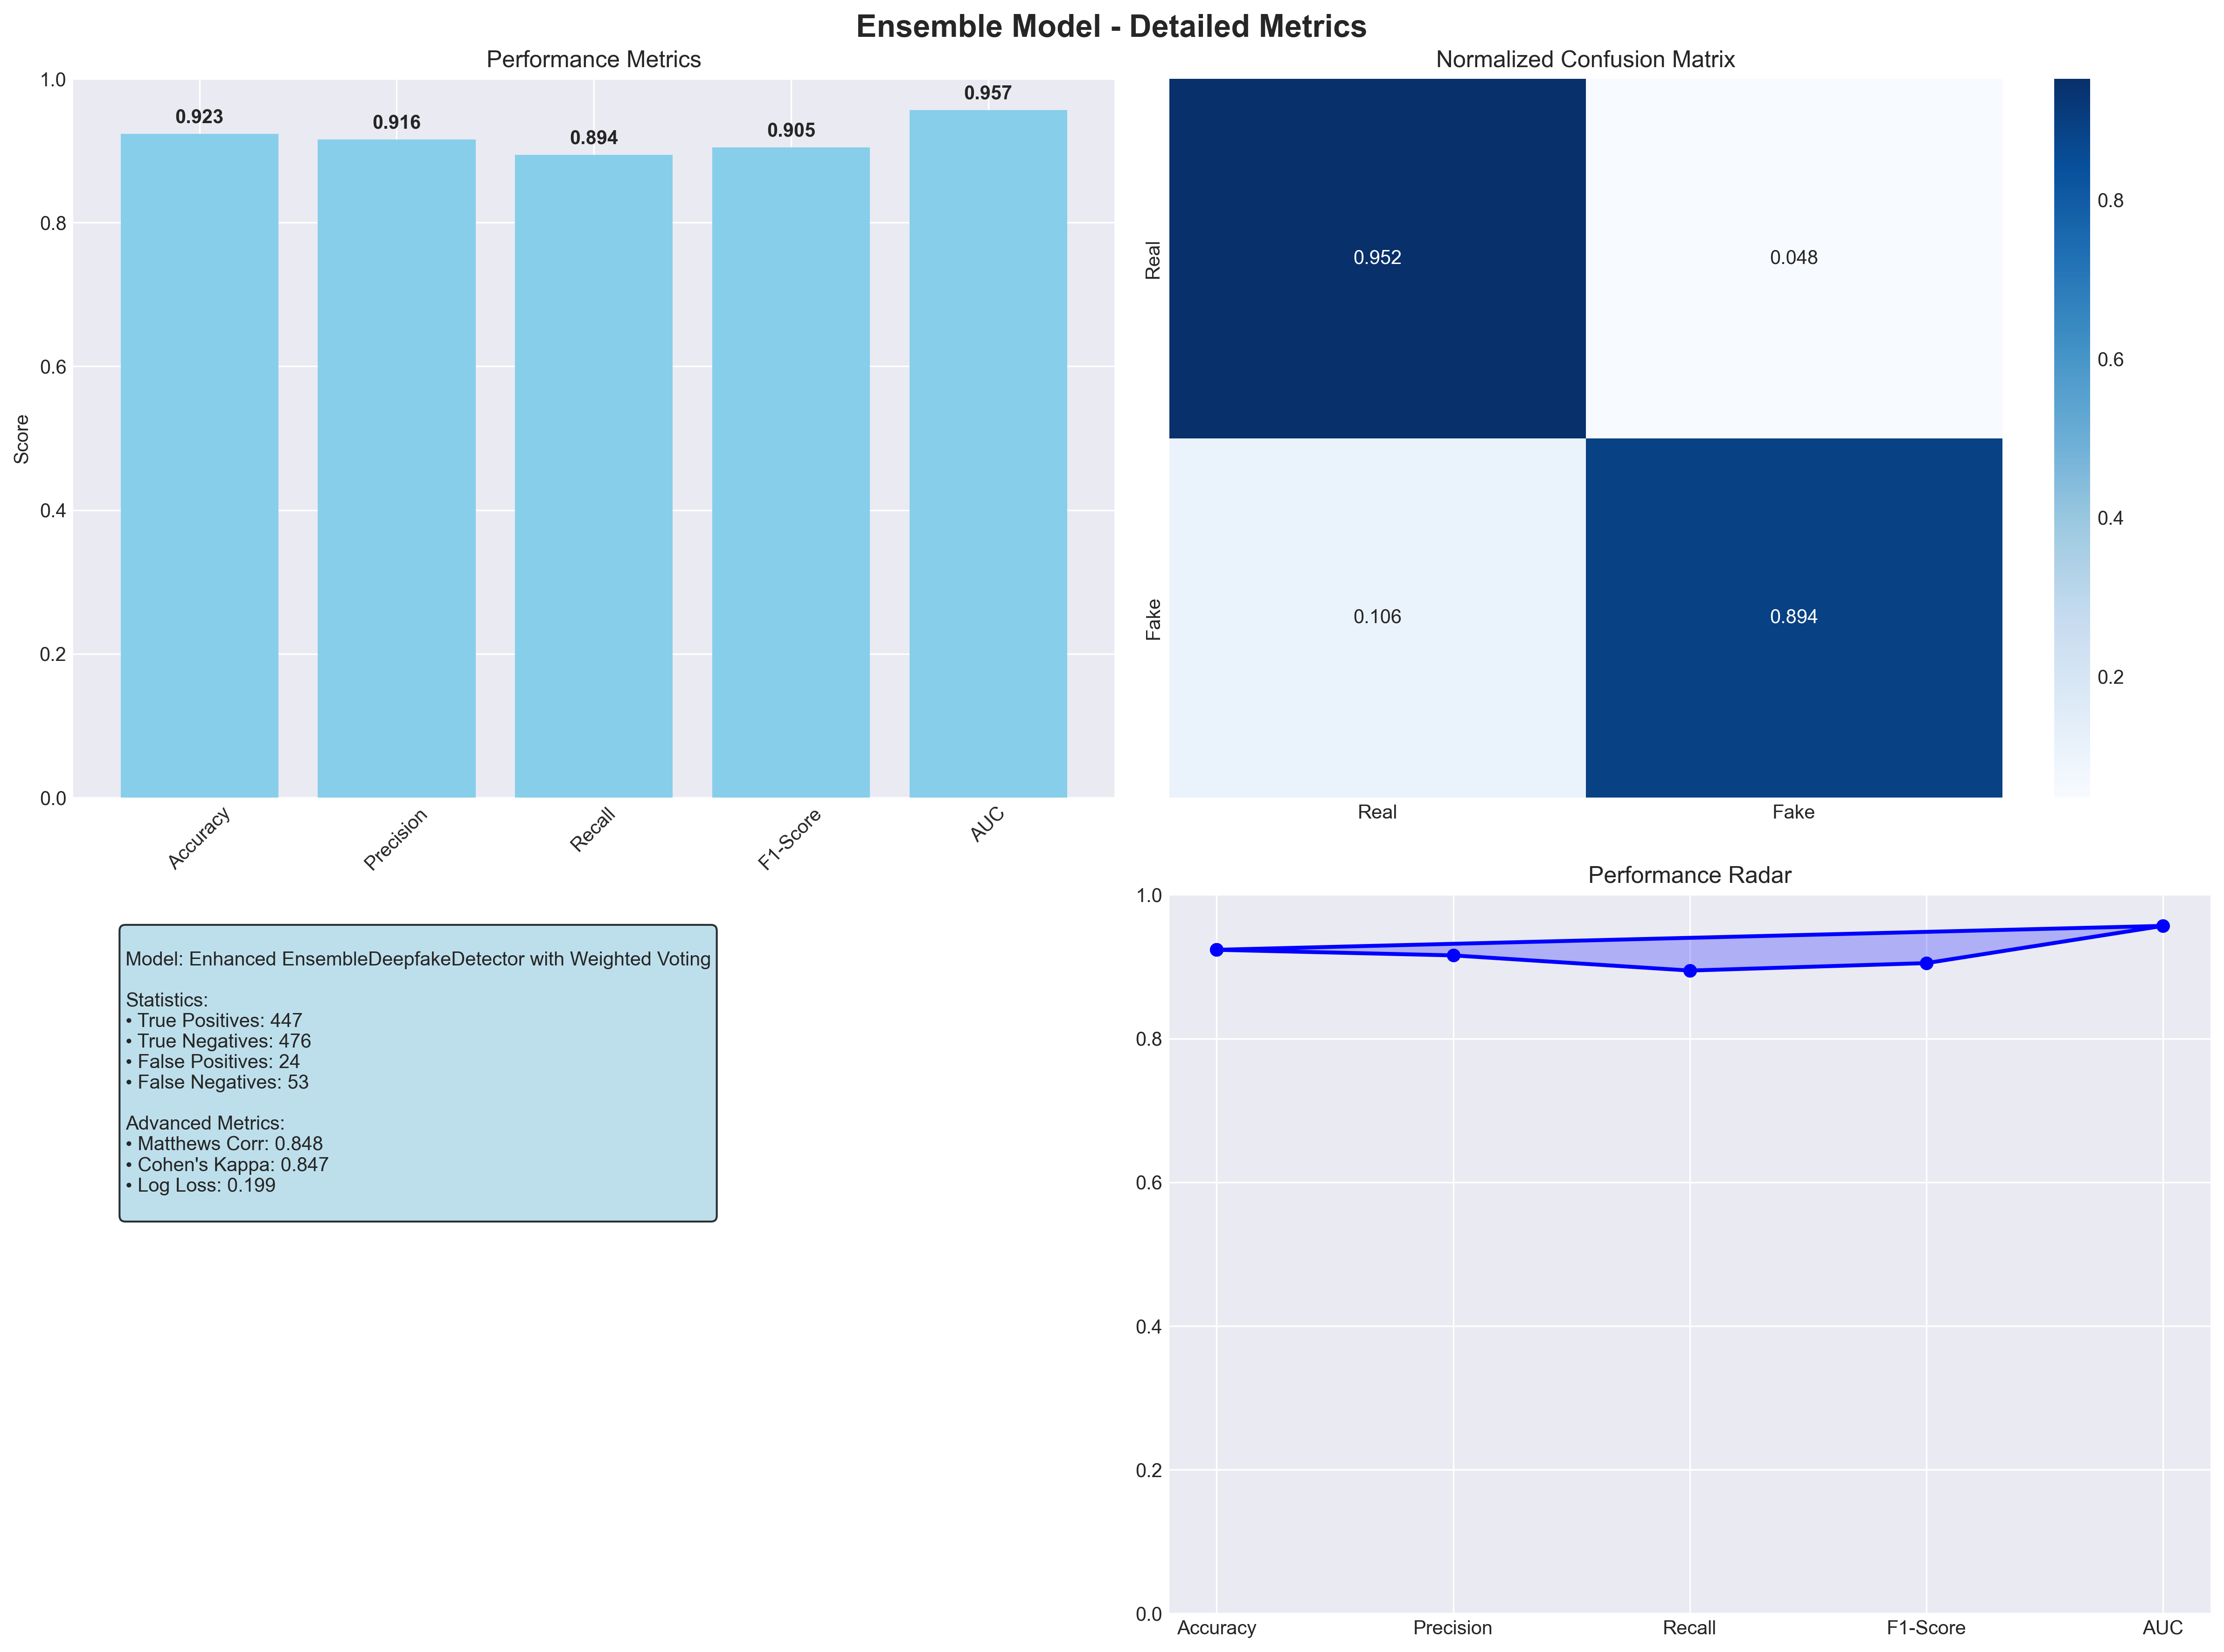 Ensemble Model - Detailed Metrics
Performance Metrics
1.0
0.8
0.6
0.4
0.2
0.0
Score
0.923
0.916
0.894
0.905
0.957
Accuracy
Precision
Recall
F1-Score
AUC
Normalized Confusion Matrix
Real
Fake
0.952
0.048
0.106
0.894
Real
Fake
0.8
0.6
0.4
0.2
Model: Enhanced EnsembleDeepfakeDetector with Weighted Voting
Statistics:
• True Positives: 447
• True Negatives: 476
• False Positives: 24
• False Negatives: 53
Advanced Metrics:
• Matthews Corr: 0.848
• Cohen's Kappa: 0.847
• Log Loss: 0.199
Performance Radar
1.0
0.8
0.6
0.4
0.2
0.0
Accuracy
Precision
Recall
F1-Score
AUC